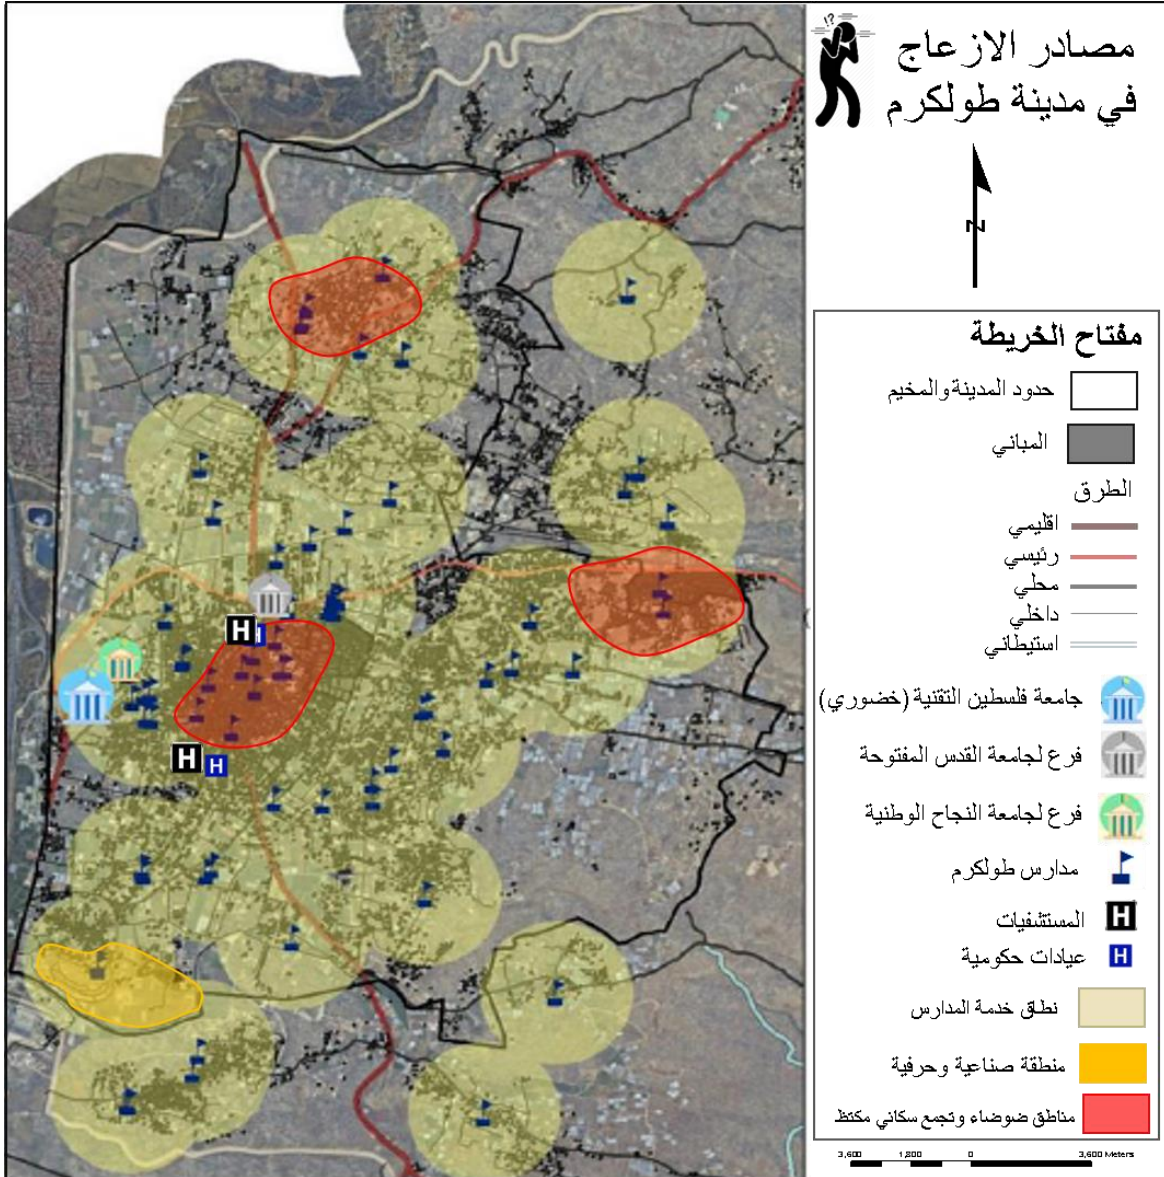 !?
مصادر الازعاج
في مدينة طولكرم
N
مفتاح الخريطة
حدود المدينة والمخيم
المباني
الطرق
اقليمي
رئيسي
محلي
داخلي
استيطاني
جامعة فلسطين التقنية (خضوري)
فرع لجامعة القدس المفتوحة
فرع لجامعة النجاح الوطنية
مدارس طولكرم
H المستشفيات
H عيادات حكومية
نطاق خدمة المدارس
منطقة صناعية وحرفية
مناطق ضوضاء وتجمع سكاني مكتظ
3,600 1,800 0 3,600 Meters
H
H
H
H